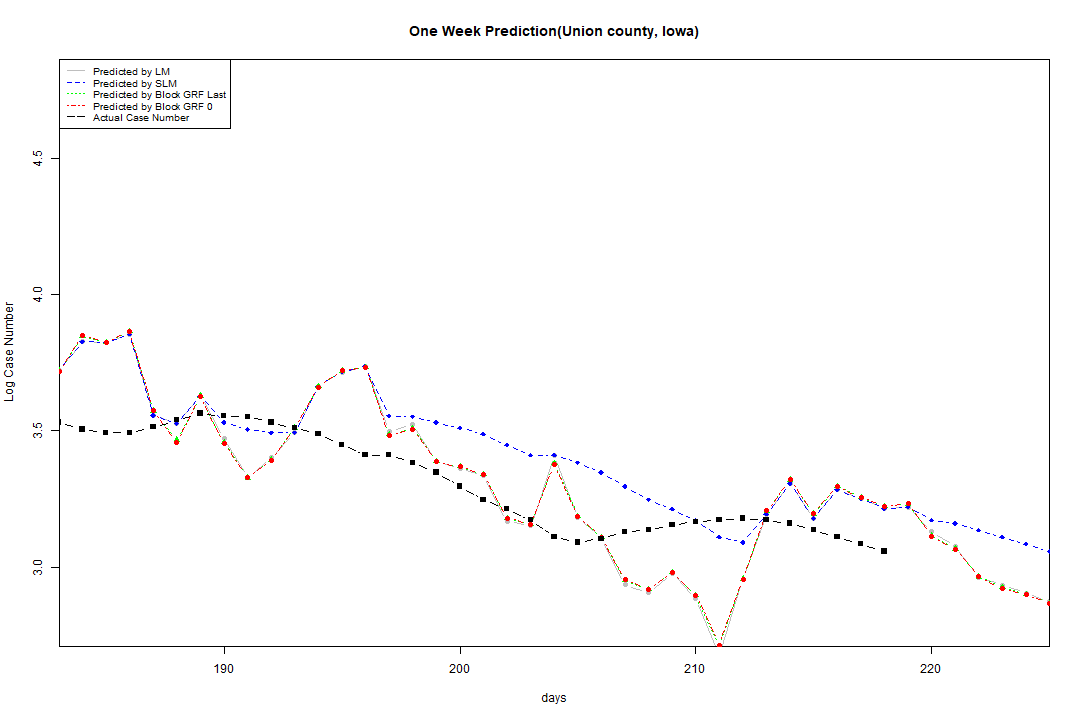 One Week Prediction(Union county, Iowa)
Predicted by LM
Predicted by SLM
Predicted by Block GRF Last
Predicted by Block GRF 0
Actual Case Number
4.5
4.0
3.5
3.0
Log Case Number
190 200 210 220
days